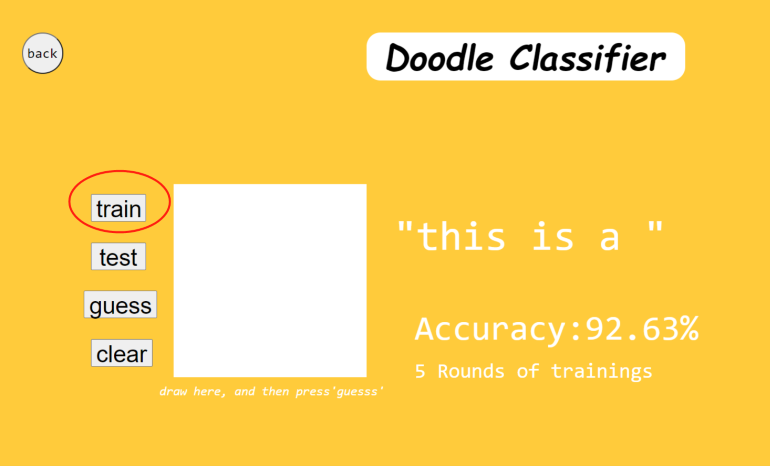 back
Doodle Classifier
train
test
guess
clear
"this is a "
Accuracy:92.63%
5 Rounds of trainings
draw here, and then press'guesss'